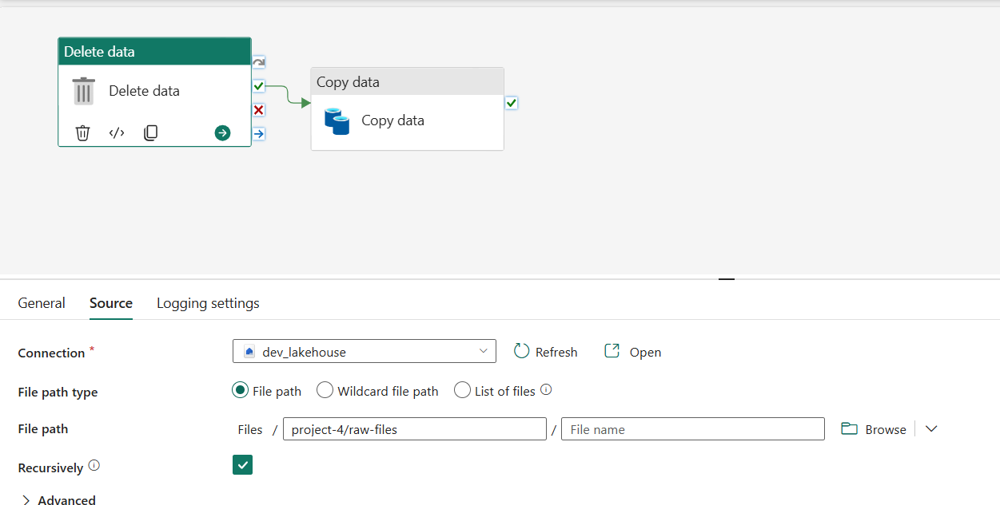 Delete data
Delete data
Copy data
Copy data
General Source Logging settings
Connection * dev_lakehouse Refresh Open
File path type File path Wildcard file path List of files
File path Files / project-4/raw-files / File name Browse
Recursively
Advanced